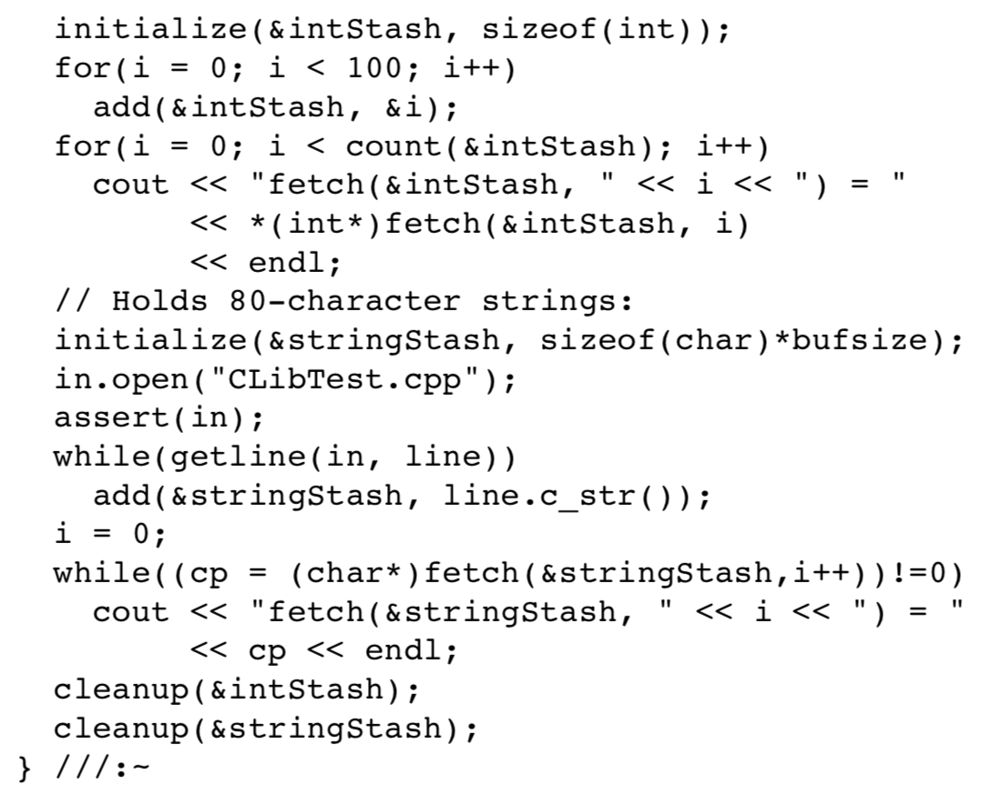 initialize(&intStash, sizeof(int));
for(i = 0; i < 100; i++)
add(&intStash, &i);
for(i = 0; i < count(&intStash); i++)
cout << "fetch(&intStash, " << i << ") = "
<< *(int*)fetch(&intStash, i)
<< endl;
// Holds 80-character strings:
initialize(&stringStash, sizeof(char)*bufsize);
in.open("CLibTest.cpp");
assert(in);
while(getline(in, line))
add(&stringStash, line.c_str());
i = 0;
while((cp = (char*)fetch(&stringStash,i++))!=0)
cout << "fetch(&stringStash, " << i << ") = "
<< cp << endl;
cleanup(&intStash);
cleanup(&stringStash);
} ///:~